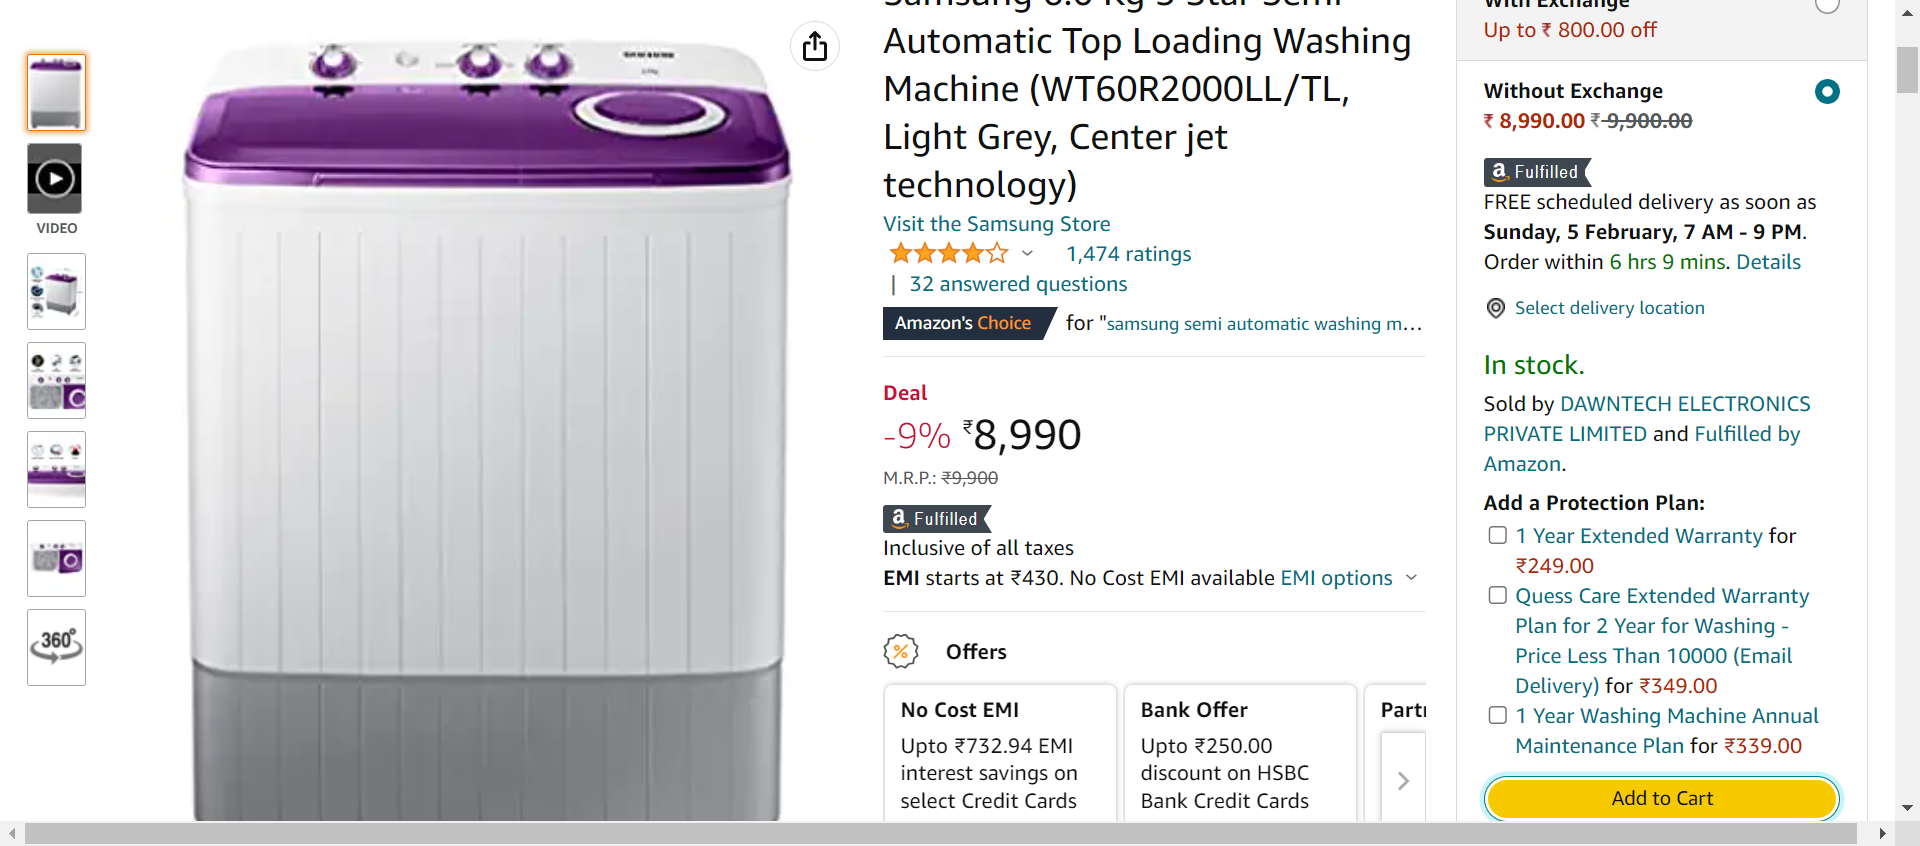 VIDEO
360°
SAMSUNG
Samsung 6.0 Kg 5 Star Semi
Automatic Top Loading Washing
Machine (WT60R2000LL/TL,
Light Grey, Center jet
technology)
Visit the Samsung Store
1,474 ratings
| 32 answered questions
Amazon's Choice for "samsung semi automatic washing m…
Deal
-9% ₹8,990
M.R.P.: ₹9,900
a Fulfilled
Inclusive of all taxes
EMI starts at ₹430. No Cost EMI available EMI options
% Offers
No Cost EMI
Upto ₹732.94 EMI
interest savings on
select Credit Cards
Bank Offer
Upto ₹250.00
discount on HSBC
Bank Credit Cards
With Exchange
Up to ₹ 800.00 off
Without Exchange
₹ 8,990.00 ₹ 9,900.00
a Fulfilled
FREE scheduled delivery as soon as
Sunday, 5 February, 7 AM - 9 PM.
Order within 6 hrs 9 mins. Details
Select delivery location
In stock.
Sold by DAWNTECH ELECTRONICS
PRIVATE LIMITED and Fulfilled by
Amazon.
Add a Protection Plan:
1 Year Extended Warranty for
₹249.00
Quess Care Extended Warranty
Plan for 2 Year for Washing -
Price Less Than 10000 (Email
Delivery) for ₹349.00
1 Year Washing Machine Annual
Maintenance Plan for ₹339.00
Add to Cart